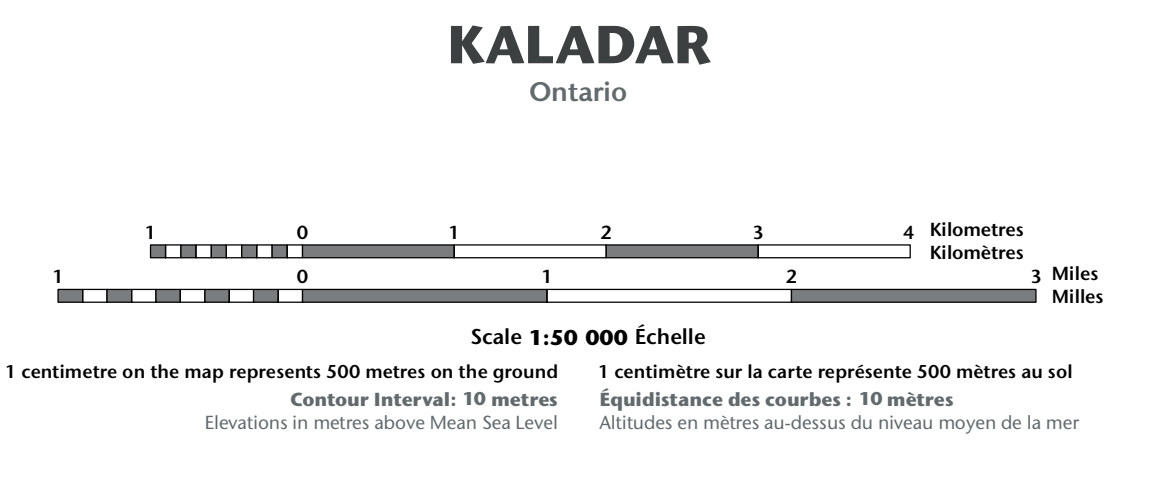 KALADAR
Ontario
1 0 1 2 3 4 Kilometres
Kilomètres
1 0 1 2 3 Miles
Milles
Scale 1:50 000 Échelle
1 centimetre on the map represents 500 metres on the ground
Contour Interval: 10 metres
Elevations in metres above Mean Sea Level
1 centimètre sur la carte représente 500 mètres au sol
Équidistance des courbes : 10 mètres
Altitudes en mètres au-dessus du niveau moyen de la mer